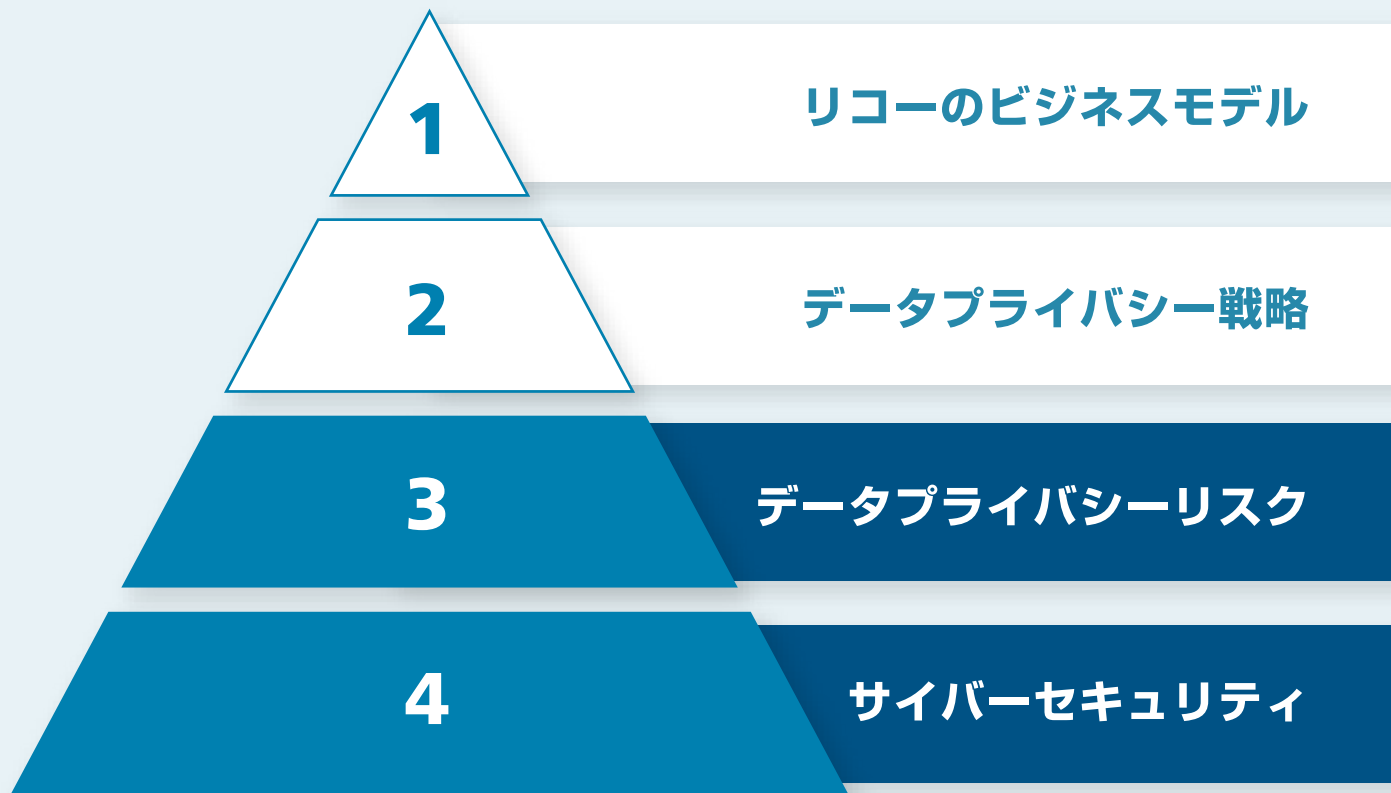 1
リコーのビジネスモデル
2
データプライバシー戦略
3
データプライバシーリスク
4
サイバーセキュリティ